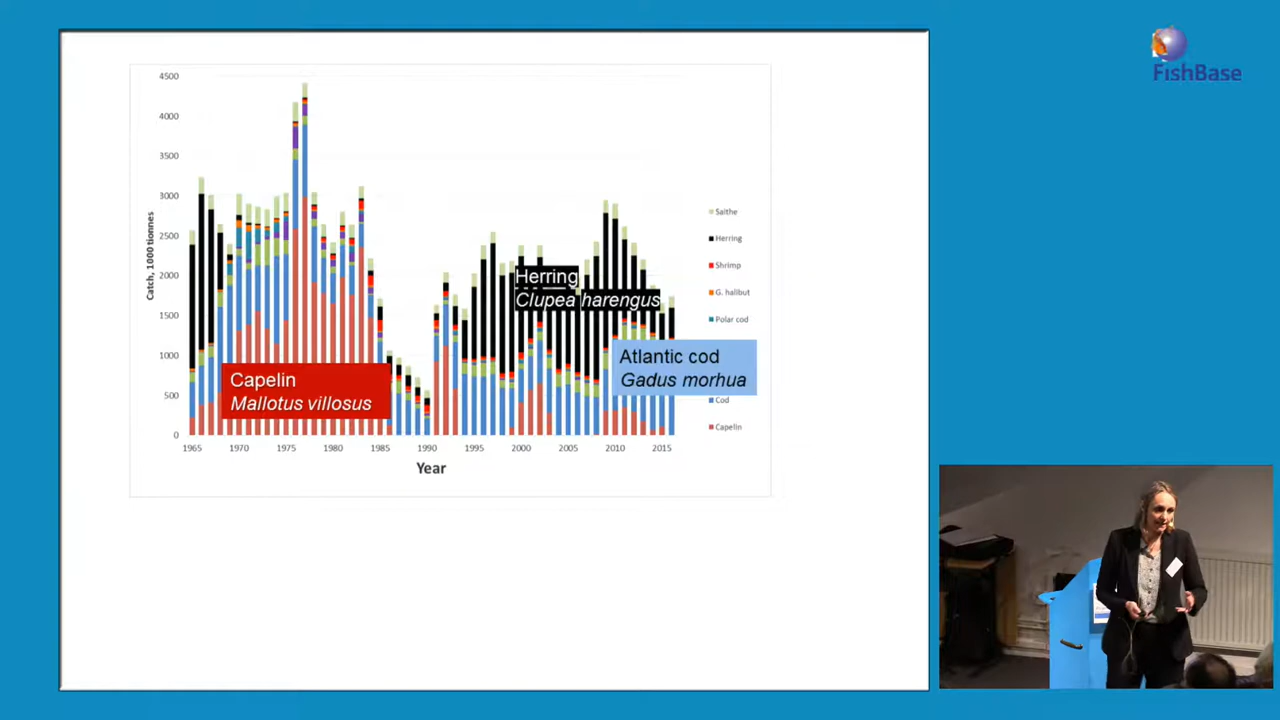 FishBase
4500
4000
3500
3000
2500
2000
1500
1000
500
0
Catch, 1000 tionnes
1965
1970
1975
1980
1985
1990
1995
2000
2005
2010
2015
Year
Capelin
Mallotus villosus
Herring
Clupea harengus
Atlantic cod
Gadus morhua
Saithe
Herring
Shrimp
G. halibut
Polar cod
Cod
Capelin